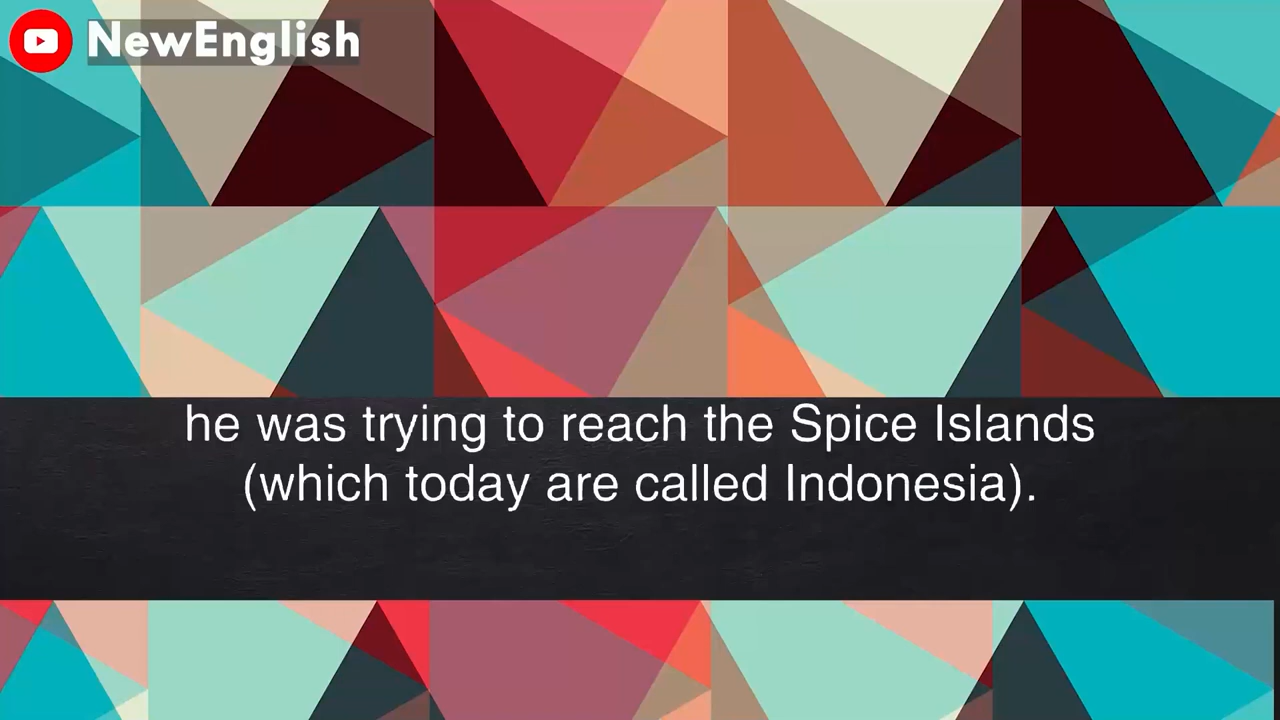 NewEnglish
he was trying to reach the Spice Islands
(which today are called Indonesia).